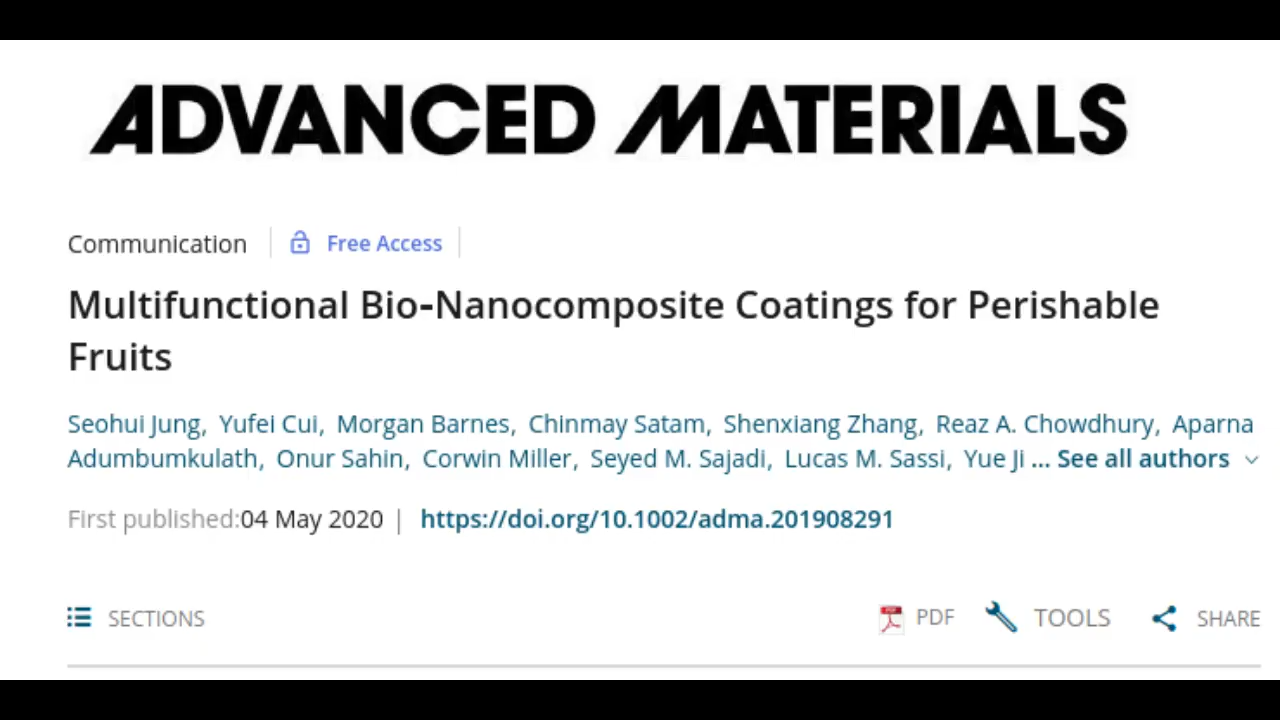 ADVANCED MATERIALS
Communication
Free Access
Multifunctional Bio-Nanocomposite Coatings for Perishable
Fruits
Seohui Jung, Yufei Cui, Morgan Barnes, Chinmay Satam, Shenxiang Zhang, Reaz A. Chowdhury, Aparna
Adumbumkulath, Onur Sahin, Corwin Miller, Seyed M. Sajadi, Lucas M. Sassi, Yue Ji ... See all authors
First published:04 May 2020 | https://doi.org/10.1002/adma.201908291
SECTIONS
PDF
TOOLS
SHARE